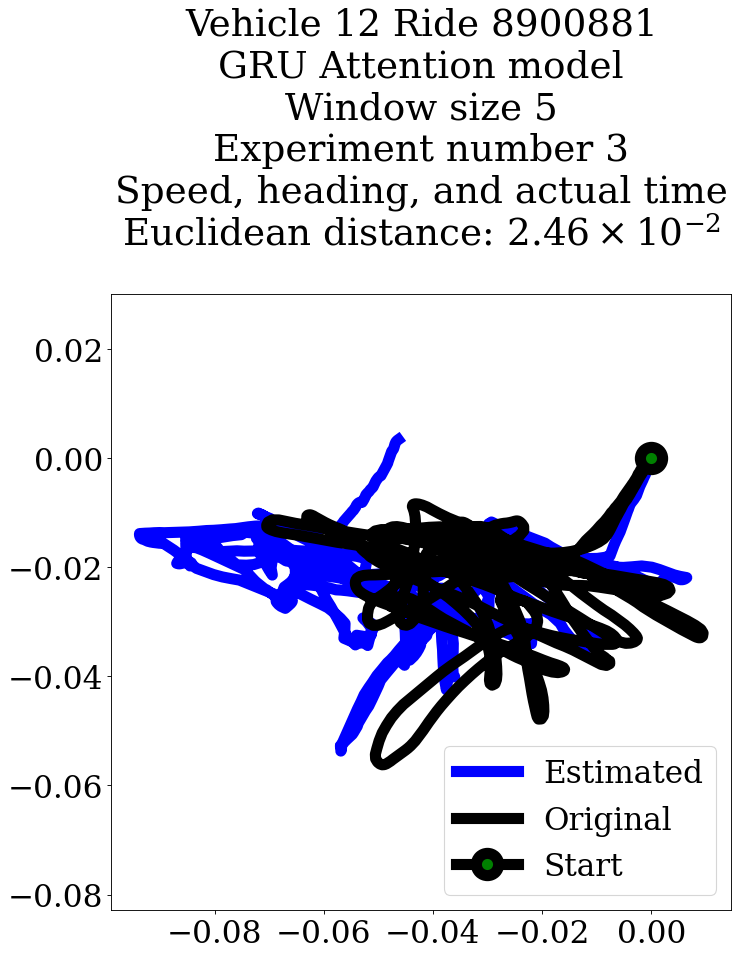 Vehicle 12 Ride 8900881
GRU Attention model
Window size 5
Experiment number 3
Speed, heading, and actual time
Euclidean distance: 2.46 × 10⁻²
0.02
0.00
−0.02
−0.04
−0.06
−0.08
Estimated
Original
Start
−0.08 −0.06 −0.04 −0.02 0.00